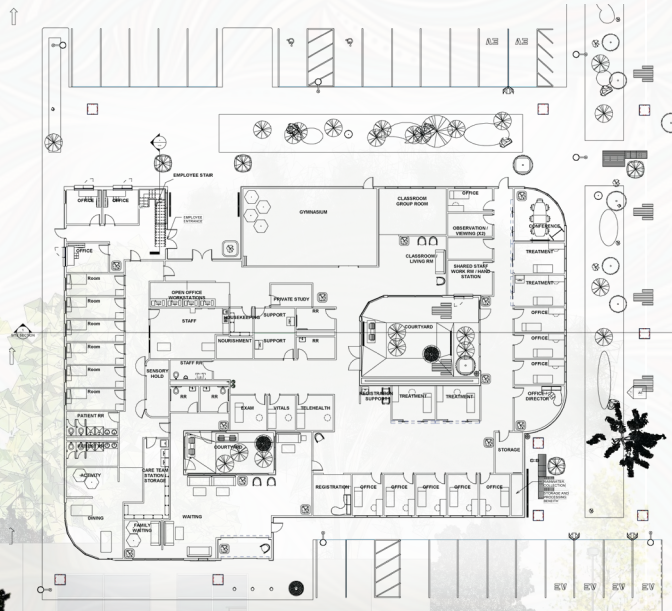 EMPLOYEE STAIR
OFFICE
OFFICE
EMPLOYEE
ENTRANCE
GYMNASIUM
CLASSROOM
GROUP ROOM
OFFICE
OBSERVATION /
VIEWING (X2)
CONFERENCE
OFFICE
CLASSROOM /
LIVING RM
SHARED STAFF
WORK RM / HAND
STATION
TREATMENT
TREATMENT
Room
Room
Room
Room
Room
Room
Room
OPEN OFFICE
WORKSTATIONS
PRIVATE STUDY
STAFF
HOUSEKEEPING
SUPPORT
RR
COURTYARD
OFFICE
NOURISHMENT
SUPPORT
RR
OFFICE
OFFICE
SENSORY
HOLD
STAFF RR
RR
RR
EXAM
VITALS
TELEHEALTH
REGISTRATION
SUPPORT
TREATMENT
TREATMENT
OFFICE -
DIRECTOR
PATIENT RR
COURTYARD
STORAGE
ACTIVITY
CARE TEAM
STATION /
STORAGE
REGISTRATION
OFFICE
OFFICE
OFFICE
OFFICE
OFFICE
DINING
FAMILY
WAITING
WAITING
EV
EV
EV
EV